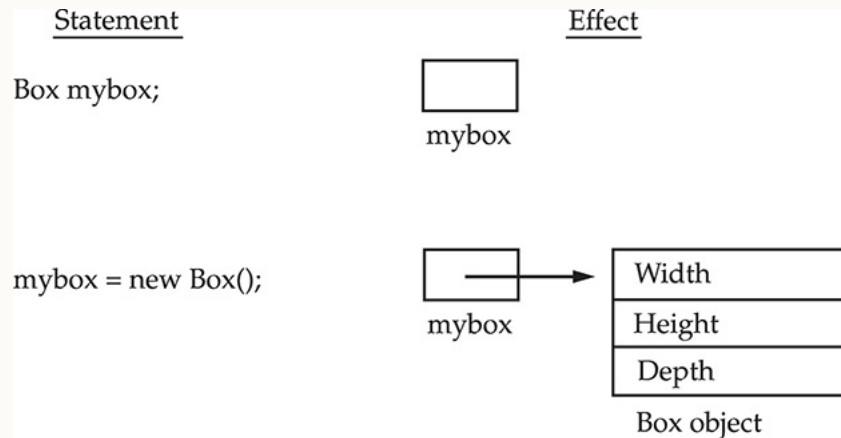 Statement Effect
Box mybox;
mybox
mybox = new Box();
mybox
Width
Height
Depth
Box object